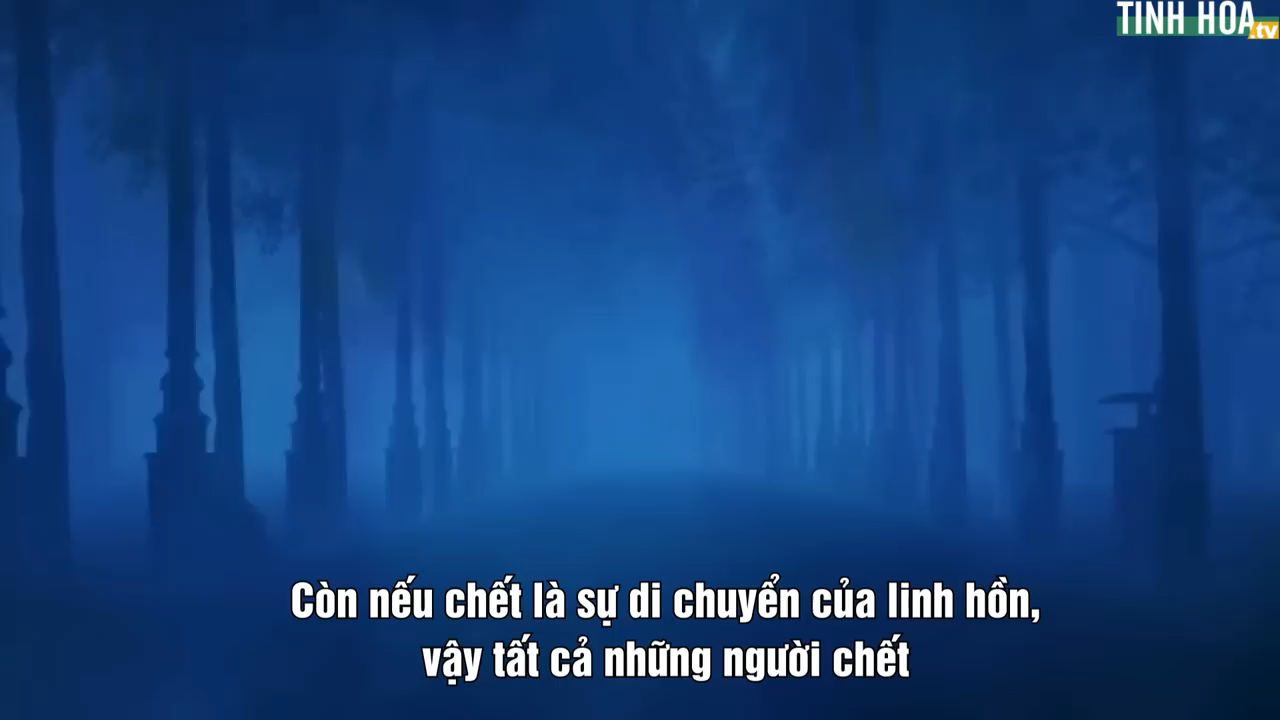 TINH HOA
.tv
Còn nếu chết là sự di chuyển của linh hồn,
vậy tất cả những người chết